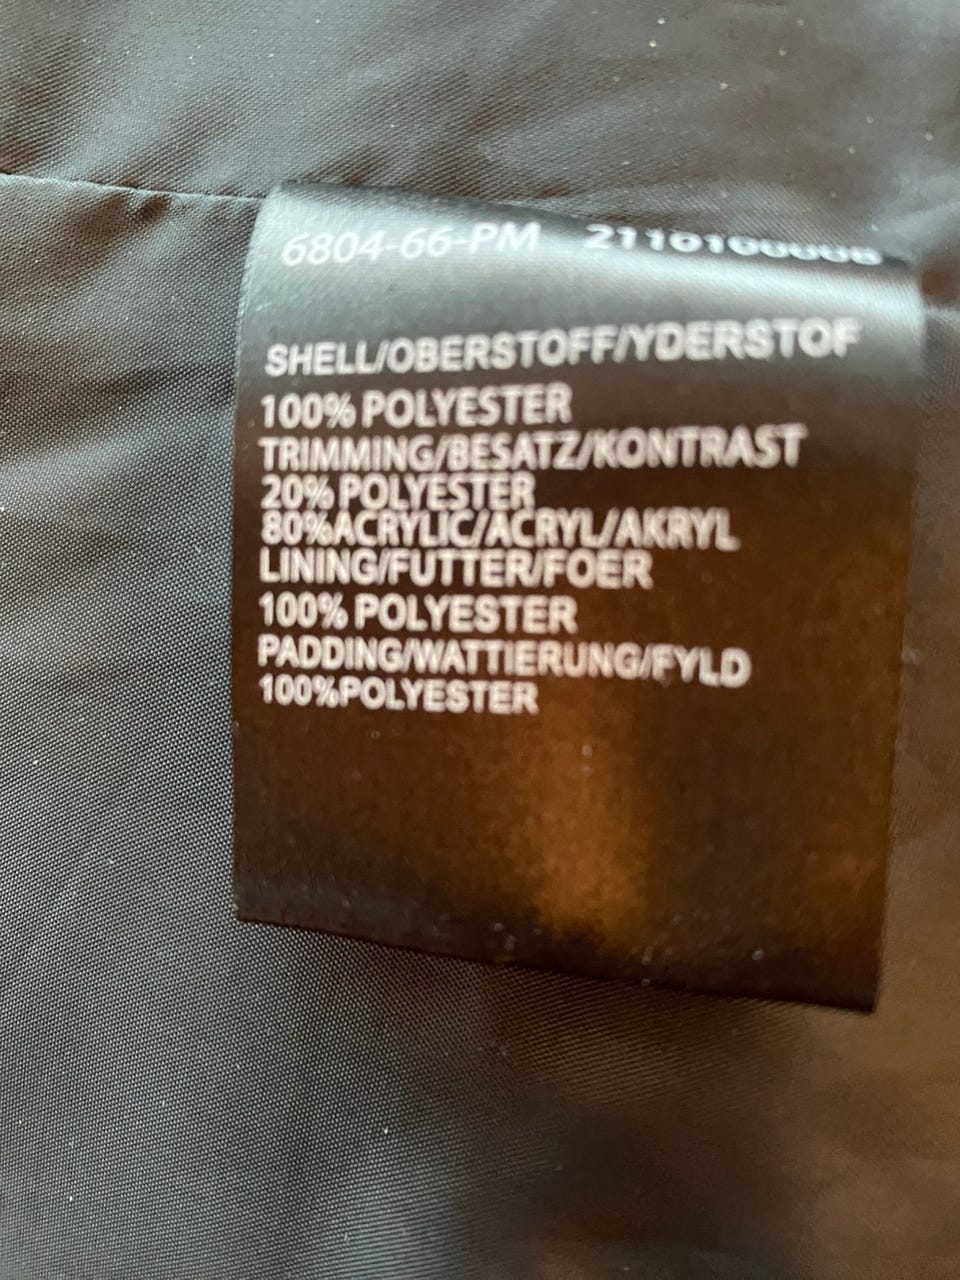 6804-66-PM
SHELL/OBERSTOFF/YDERSTOF
100% POLYESTER
TRIMMING/BESATZ/KONTRAST
20% POLYESTER
80%ACRYLIC/ACRYL/AKRYL
LINING/FUTTER/FOER
100% POLYESTER
PADDING/WATTIERUNG/FYLD
100%POLYESTER